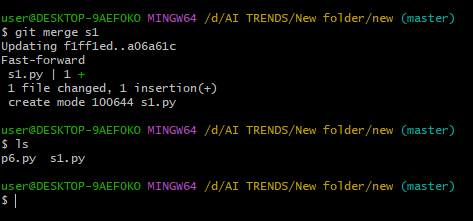 user@DESKTOP-9AEFOKO MINGW64 /d/AI TRENDS/New folder/new (master)
$ git merge s1
Updating f1ff1ed..a06a61c
Fast-forward
 s1.py | 1 +
 1 file changed, 1 insertion(+)
 create mode 100644 s1.py
user@DESKTOP-9AEFOKO MINGW64 /d/AI TRENDS/New folder/new (master)
$ ls
p6.py  s1.py
user@DESKTOP-9AEFOKO MINGW64 /d/AI TRENDS/New folder/new (master)
$